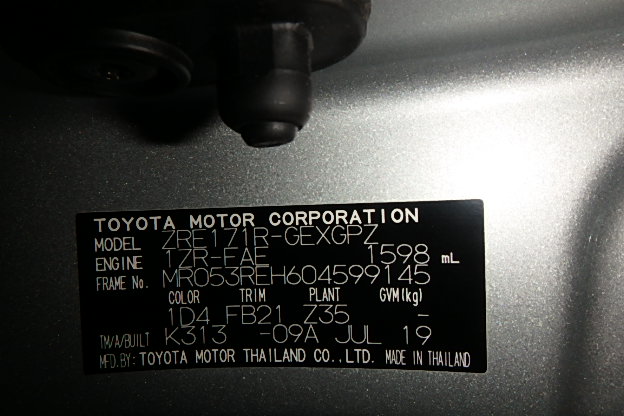 TOYOTA MOTOR CORPORATION
MODEL ZRE171R-GEXGPZ
ENGINE 1ZR-FAE 1598 mL
FRAME No. MR053REH604599145
COLOR TRIM PLANT GVM(kg)
1D4 FB21 Z35 -
TM/A/BUILT K313 -09A JUL 19
MFD.BY: TOYOTA MOTOR THAILAND CO., LTD. MADE IN THAILAND